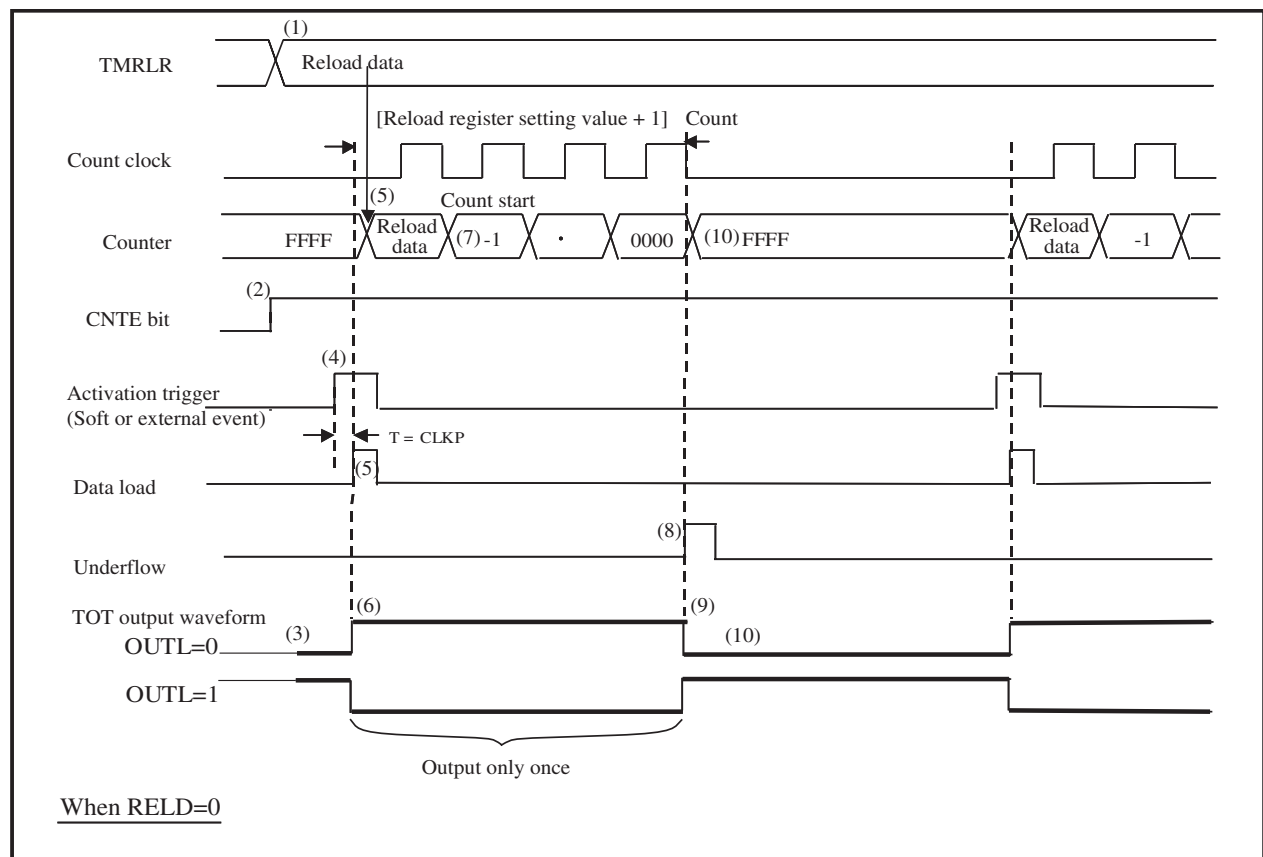 (1)
TMRLR
Reload data
[Reload register setting value + 1] Count
Count clock
(5)
Count start
Counter
FFFF
Reload
data
(7) -1
·
0000
(10) FFFF
Reload
data
-1
(2)
CNTE bit
(4)
Activation trigger
(Soft or external event)
T = CLKP
(5)
Data load
(8)
Underflow
TOT output waveform
(6)
(9)
(3)
(10)
OUTL=0
OUTL=1
Output only once
When RELD=0